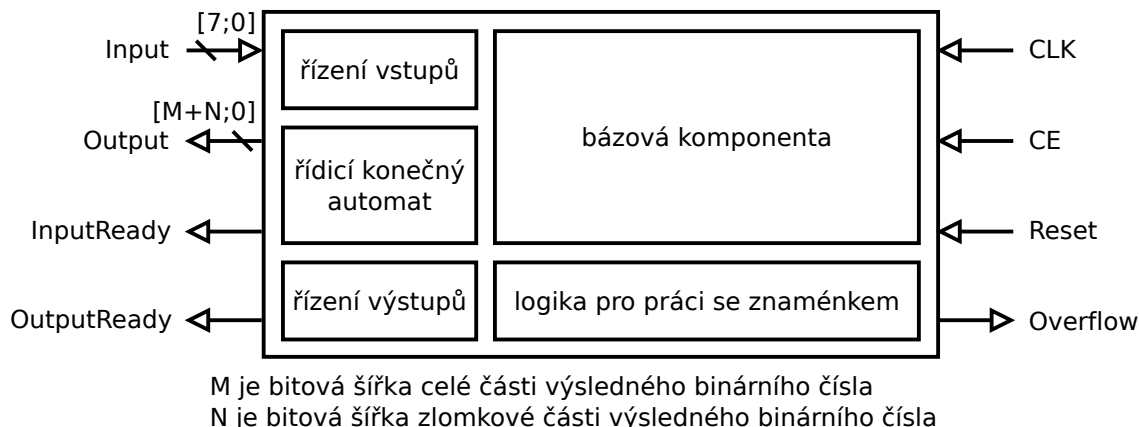 [7;0]
Input
[M+N;0]
Output
InputReady
OutputReady
řízení vstupů
řídicí konečný
automat
řízení výstupů
bázová komponenta
logika pro práci se znaménkem
CLK
CE
Reset
Overflow
M je bitová šířka celé části výsledného binárního čísla
N je bitová šířka zlomkové části výsledného binárního čísla